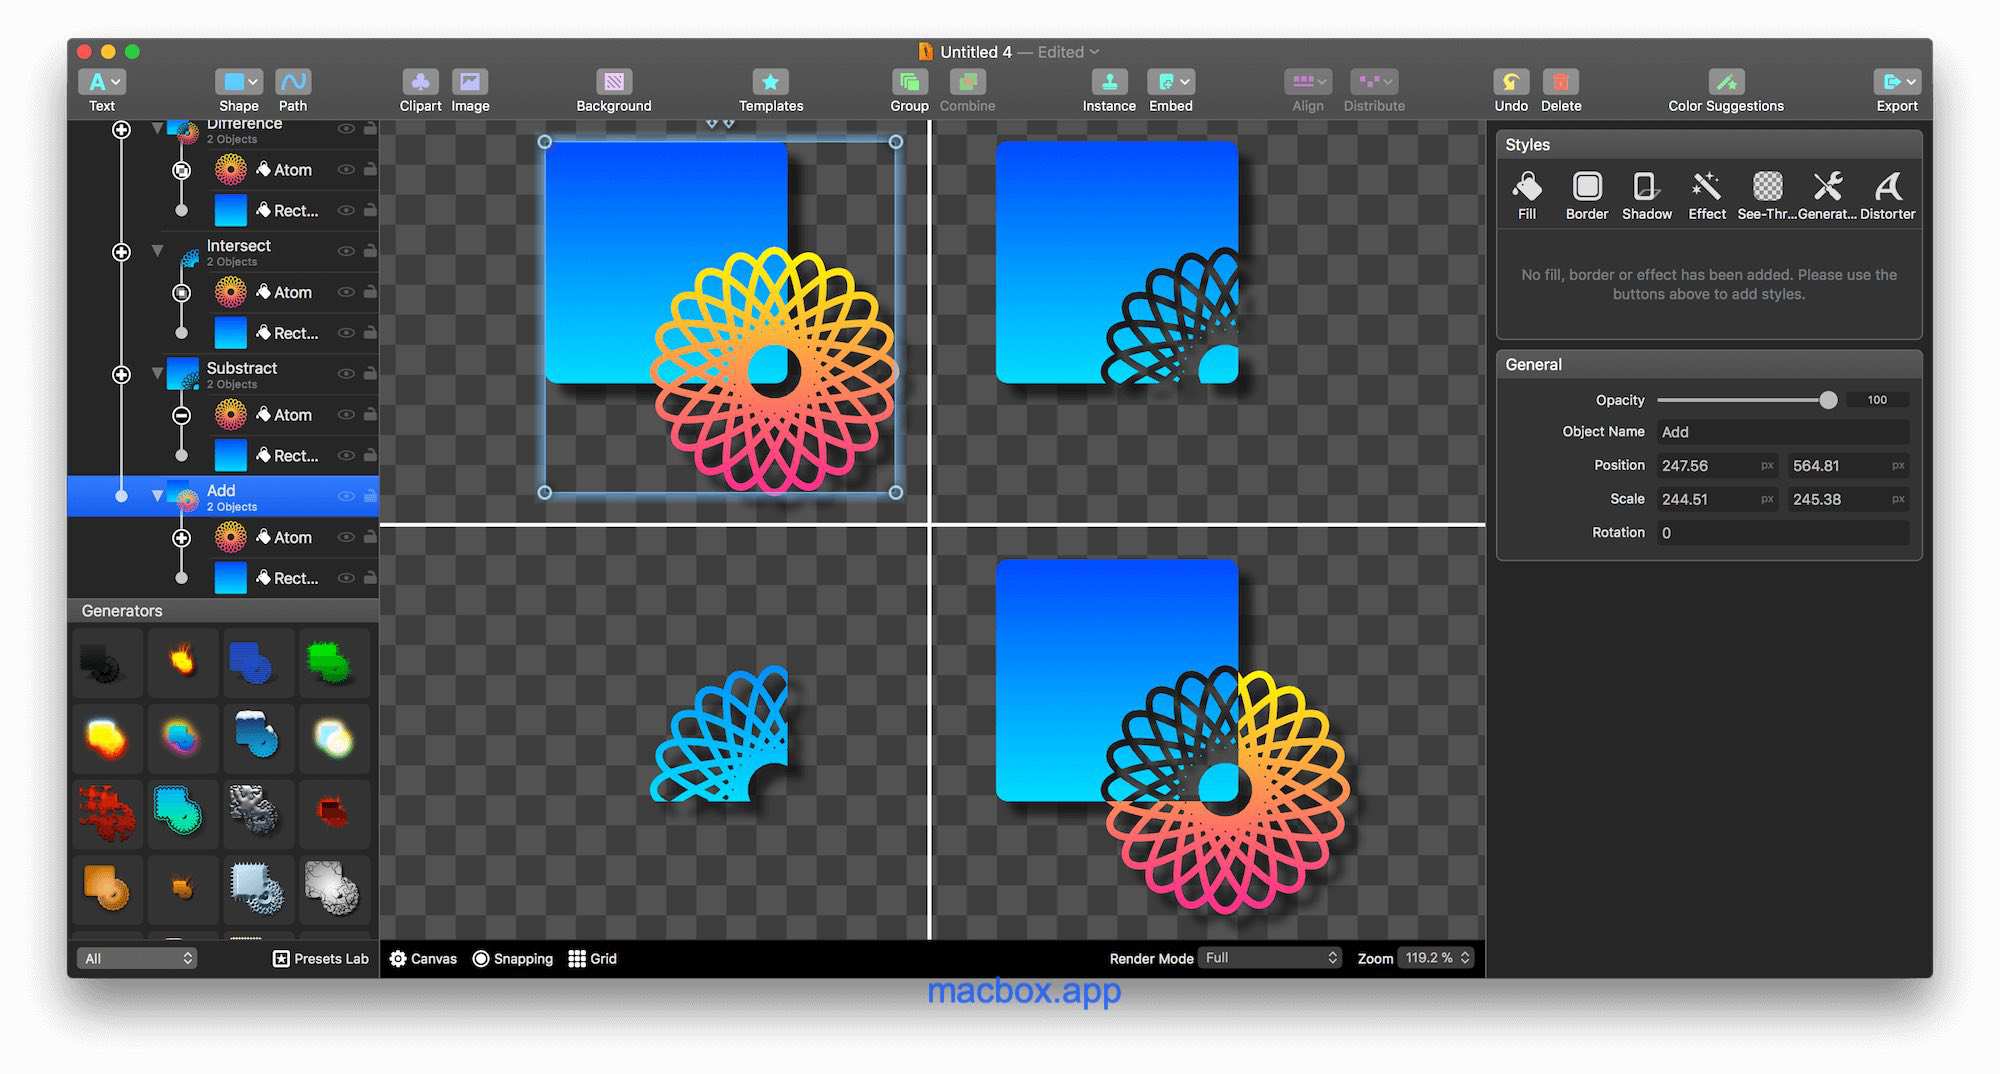 Untitled 4 — Edited
Text
Shape
Path
Clipart
Image
Background
Templates
Group
Combine
Instance
Embed
Align
Distribute
Undo
Delete
Color Suggestions
Export
Difference
2 Objects
Atom
Rect...
Intersect
2 Objects
Atom
Rect...
Substract
2 Objects
Atom
Rect...
Add
2 Objects
Atom
Rect...
Generators
All
Presets Lab
Canvas
Snapping
Grid
Render Mode
Full
Zoom
119.2 %
Styles
Fill
Border
Shadow
Effect
See-Thr...
Generat...
Distorter
No fill, border or effect has been added. Please use the
buttons above to add styles.
General
Opacity
100
Object Name
Add
Position
247.56 px
564.81 px
Scale
244.51 px
245.38 px
Rotation
0
macbox.app